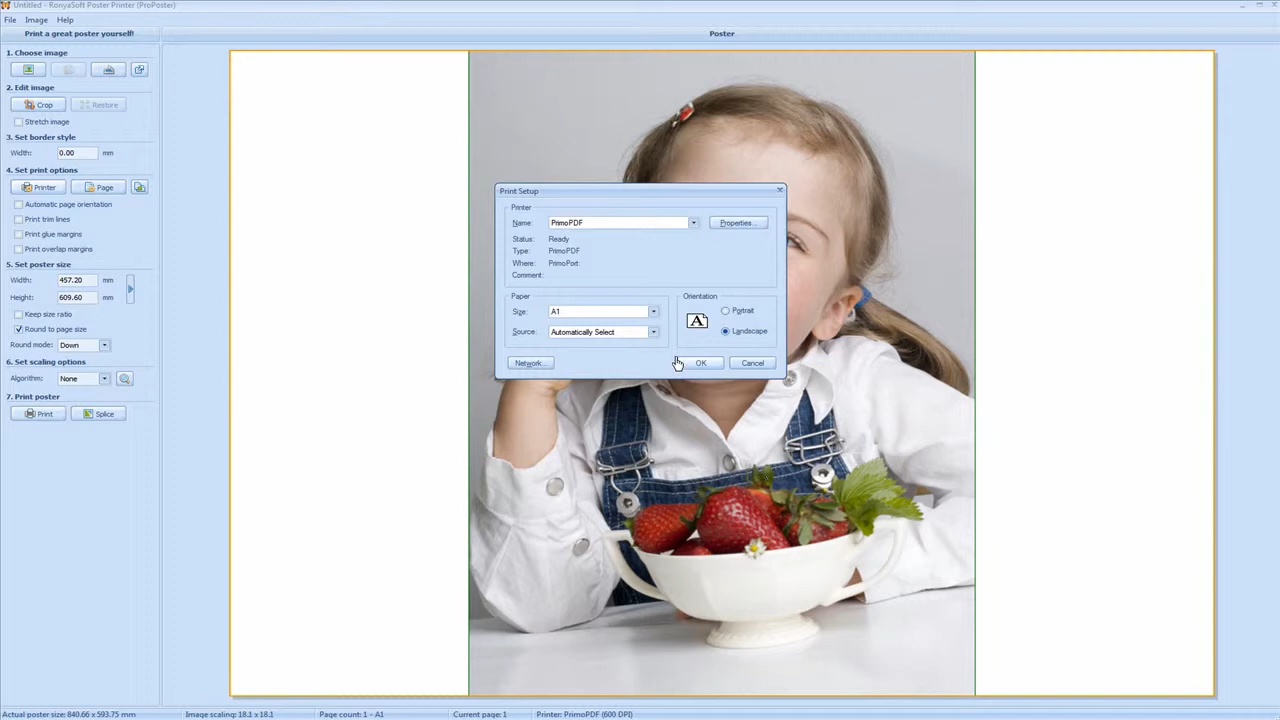 Untitled - RonyaSoft Poster Printer (ProPoster)
File Image Help
Print a great poster yourself!
Poster
1. Choose image
2. Edit image
Crop
Restore
Stretch image
3. Set border style
Width: 0.00 mm
4. Set print options
Printer
Page
Automatic page orientation
Print trim lines
Print glue margins
Print overlap margins
5. Set poster size
Width: 457.20 mm
Height: 609.60 mm
Keep size ratio
Round to page size
Round mode: Down
6. Set scaling options
Algorithm: None
7. Print poster
Print
Splice
Print Setup
Printer
Name: PrimoPDF
Properties...
Status: Ready
Type: PrimoPDF
Where: PrimoPort:
Comment:
Paper
Size: A1
Source: Automatically Select
Orientation
A
Portrait
Landscape
Network...
OK
Cancel
Actual poster size: 840.66 x 593.75 mm
Image scaling: 18.1 x 18.1
Page count: 1 - A1
Current page: 1
Printer: PrimoPDF (600 DPI)